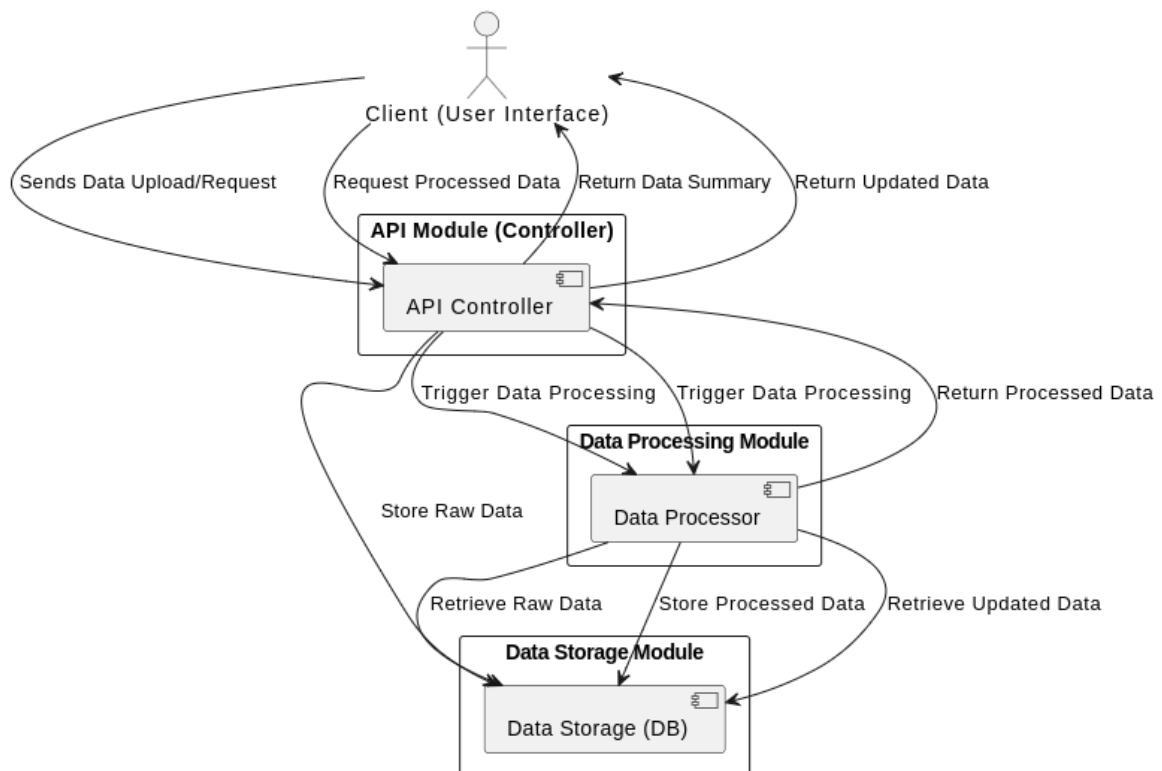 Client (User Interface)
Sends Data Upload/Request
Request Processed Data
Return Data Summary
Return Updated Data
API Module (Controller)
API Controller
Trigger Data Processing
Trigger Data Processing
Return Processed Data
Data Processing Module
Data Processor
Store Raw Data
Retrieve Raw Data
Store Processed Data
Retrieve Updated Data
Data Storage Module
Data Storage (DB)